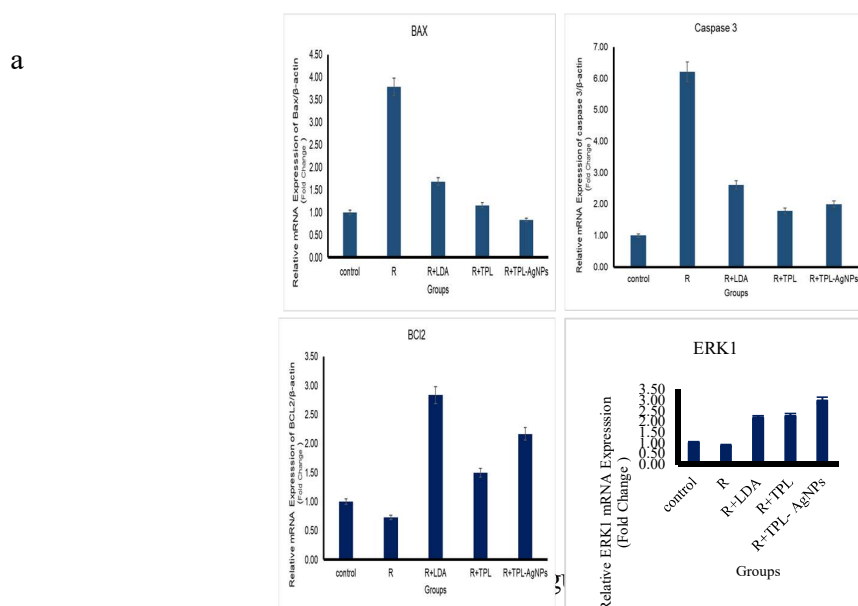 a
BAX
Relative mRNA Expresssion of Bax/β-actin
(Fold Change )
4.50
4.00
3.50
3.00
2.50
2.00
1.50
1.00
0.50
0.00
control R R+LDA R+TPL R+TPL-AgNPs
Groups
Caspase 3
Relative mRNA Expresssion of caspase 3/β-actin
(Fold Change )
7.00
6.00
5.00
4.00
3.00
2.00
1.00
0.00
control R R+LDA R+TPL R+TPL-AgNPs
Groups
BCl2
Relative mRNA Expresssion of BCL2/β-actin
(Fold Change )
3.50
3.00
2.50
2.00
1.50
1.00
0.50
0.00
control R R+LDA R+TPL R+TPL-AgNPs
Groups
ERK1
Relative ERK1 mRNA Expresssion
(Fold Change )
3.50
3.00
2.50
2.00
1.50
1.00
0.50
0.00
control R R+LDA R+TPL R+TPL- AgNPs
Groups